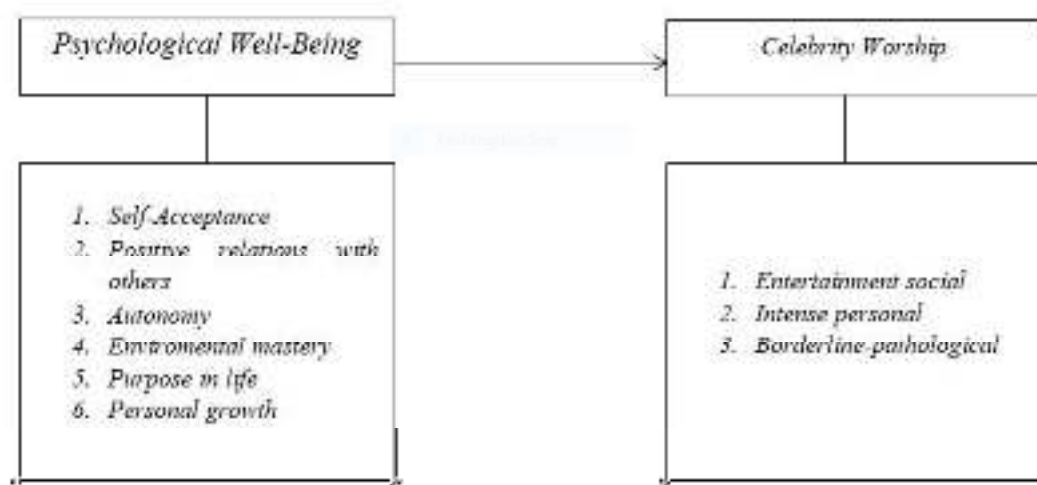 Psychological Well-Being
Celebrity Worship
1. Self-Acceptance
2. Positive relations with
others
3. Autonomy
4. Enviromental mastery
5. Purpose in life
6. Personal growth
1. Entertainment social
2. Intense personal
3. Borderline-pathological